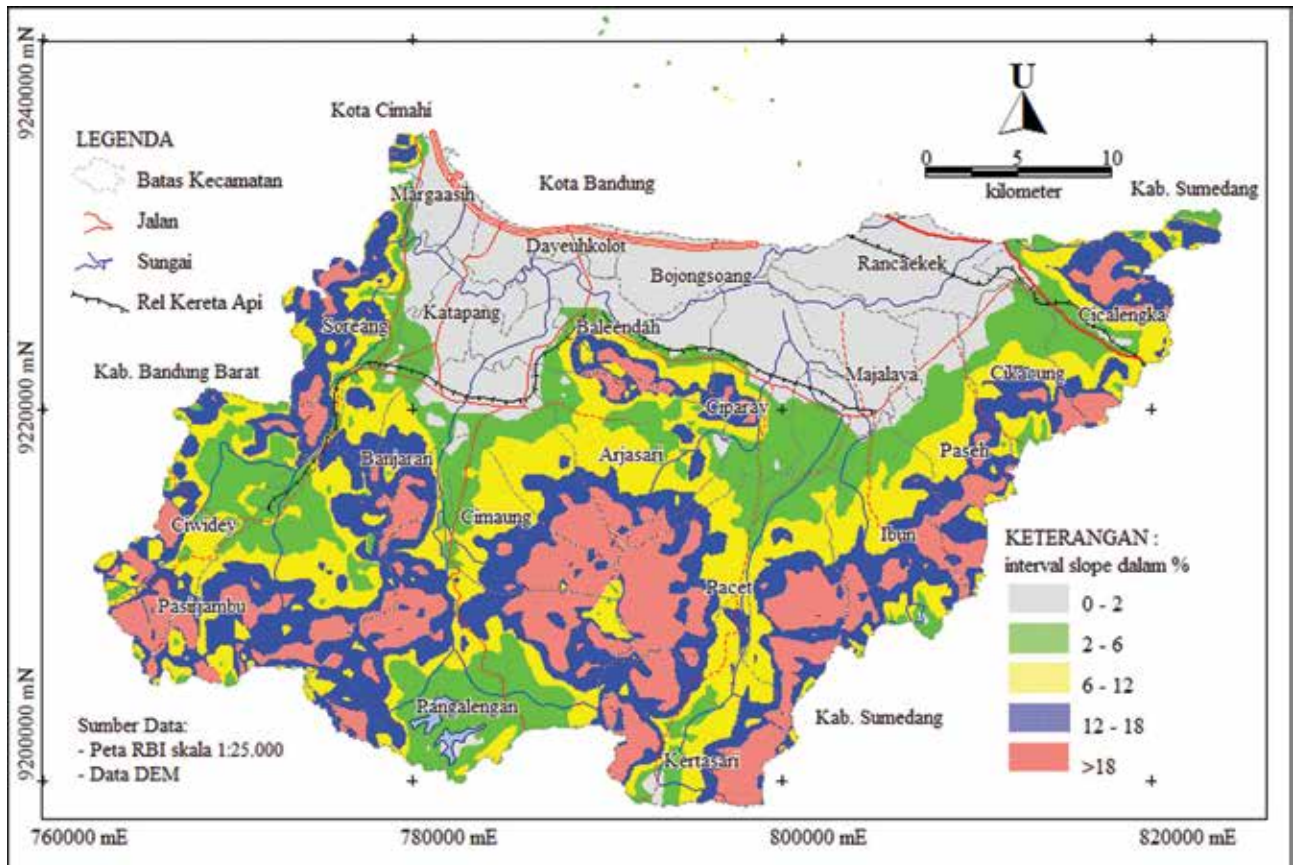 9240000 mN
9220000 mN
9200000 mN
760000 mE
780000 mE
800000 mE
820000 mE
LEGENDA
Batas Kecamatan
Jalan
Sungai
Rel Kereta Api
U
0 5 10
kilometer
Kota Cimahi
Kota Bandung
Kab. Sumedang
Kab. Bandung Barat
Margaasih
Dayeuhkolot
Bojongsoang
Rancaekek
Cicalengka
Soreang
Katapang
Baleendah
Majalaya
Cikacung
Ciparay
Banjaran
Arjasari
Paseh
Ciwidey
Cimaung
Ibun
Pacet
Pasirjambu
Pangalengan
Kertasari
Kab. Sumedang
KETERANGAN :
interval slope dalam %
0 - 2
2 - 6
6 - 12
12 - 18
>18
Sumber Data:
- Peta RBI skala 1:25.000
- Data DEM